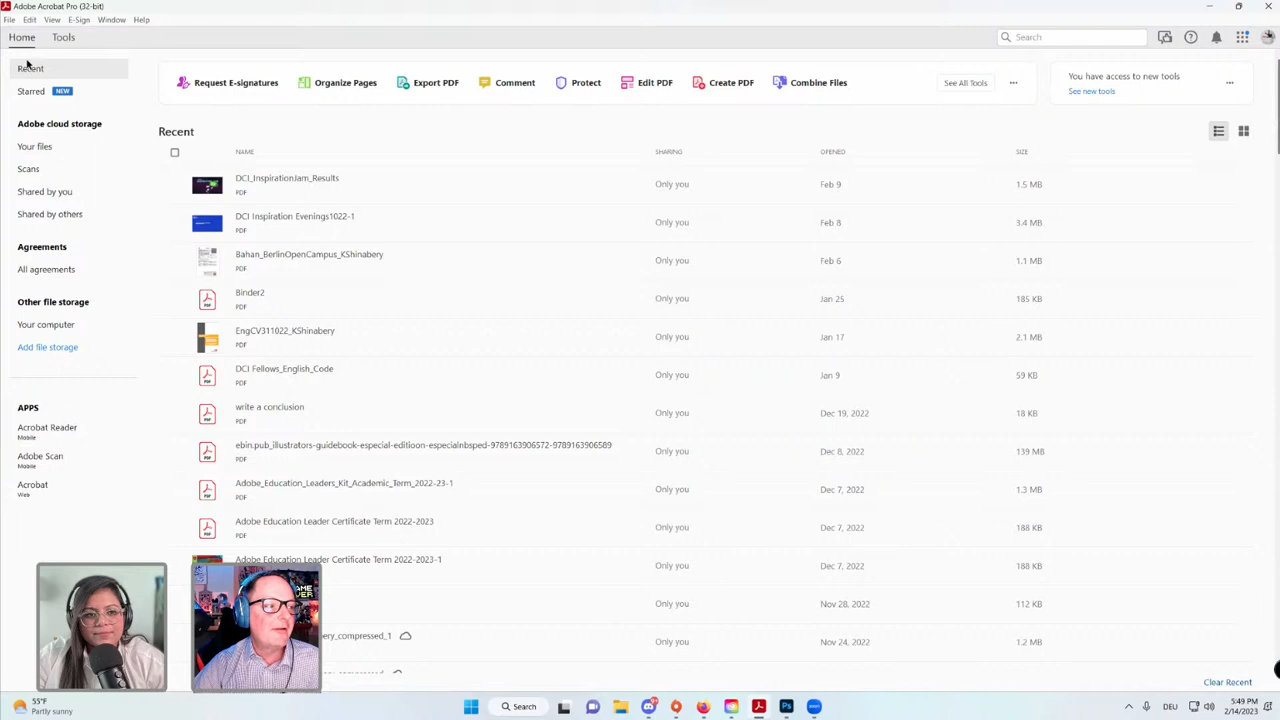 Adobe Acrobat Pro (32-bit)
File Edit View E-Sign Window Help
Home Tools
Search
Recent
Starred NEW
Adobe cloud storage
Your files
Scans
Shared by you
Shared by others
Agreements
All agreements
Other file storage
Your computer
Add file storage
APPS
Acrobat Reader
Mobile
Adobe Scan
Mobile
Acrobat
Web
Request E-signatures Organize Pages Export PDF Comment Protect Edit PDF Create PDF Combine Files See All Tools
You have access to new tools
See new tools
Recent
NAME SHARING OPENED SIZE
DCI_InspirationJam_Results
PDF
Only you Feb 9 1.5 MB
DCI Inspiration Evenings1022-1
PDF
Only you Feb 8 3.4 MB
Bahan_BerlinOpenCampus_KShinabery
PDF
Only you Feb 6 1.1 MB
Binder2
PDF
Only you Jan 25 185 KB
EngCV311022_KShinabery
PDF
Only you Jan 17 2.1 MB
DCI Fellows_English_Code
PDF
Only you Jan 9 59 KB
write a conclusion
PDF
Only you Dec 19, 2022 18 KB
ebin.pub_illustrators-guidebook-especial-editioon-especialnbsped-9789163906572-9789163906589
PDF
Only you Dec 8, 2022 139 MB
Adobe_Education_Leaders_Kit_Academic_Term_2022-23-1
PDF
Only you Dec 7, 2022 1.3 MB
Adobe Education Leader Certificate Term 2022-2023
PDF
Only you Dec 7, 2022 188 KB
Adobe Education Leader Certificate Term 2022-2023-1
Only you Dec 7, 2022 188 KB
Only you Nov 28, 2022 112 KB
ery_compressed_1
Only you Nov 24, 2022 1.2 MB
Clear Recent
GAME
OVER
55°F
Partly sunny
Search
DEU
5:49 PM
2/14/2023